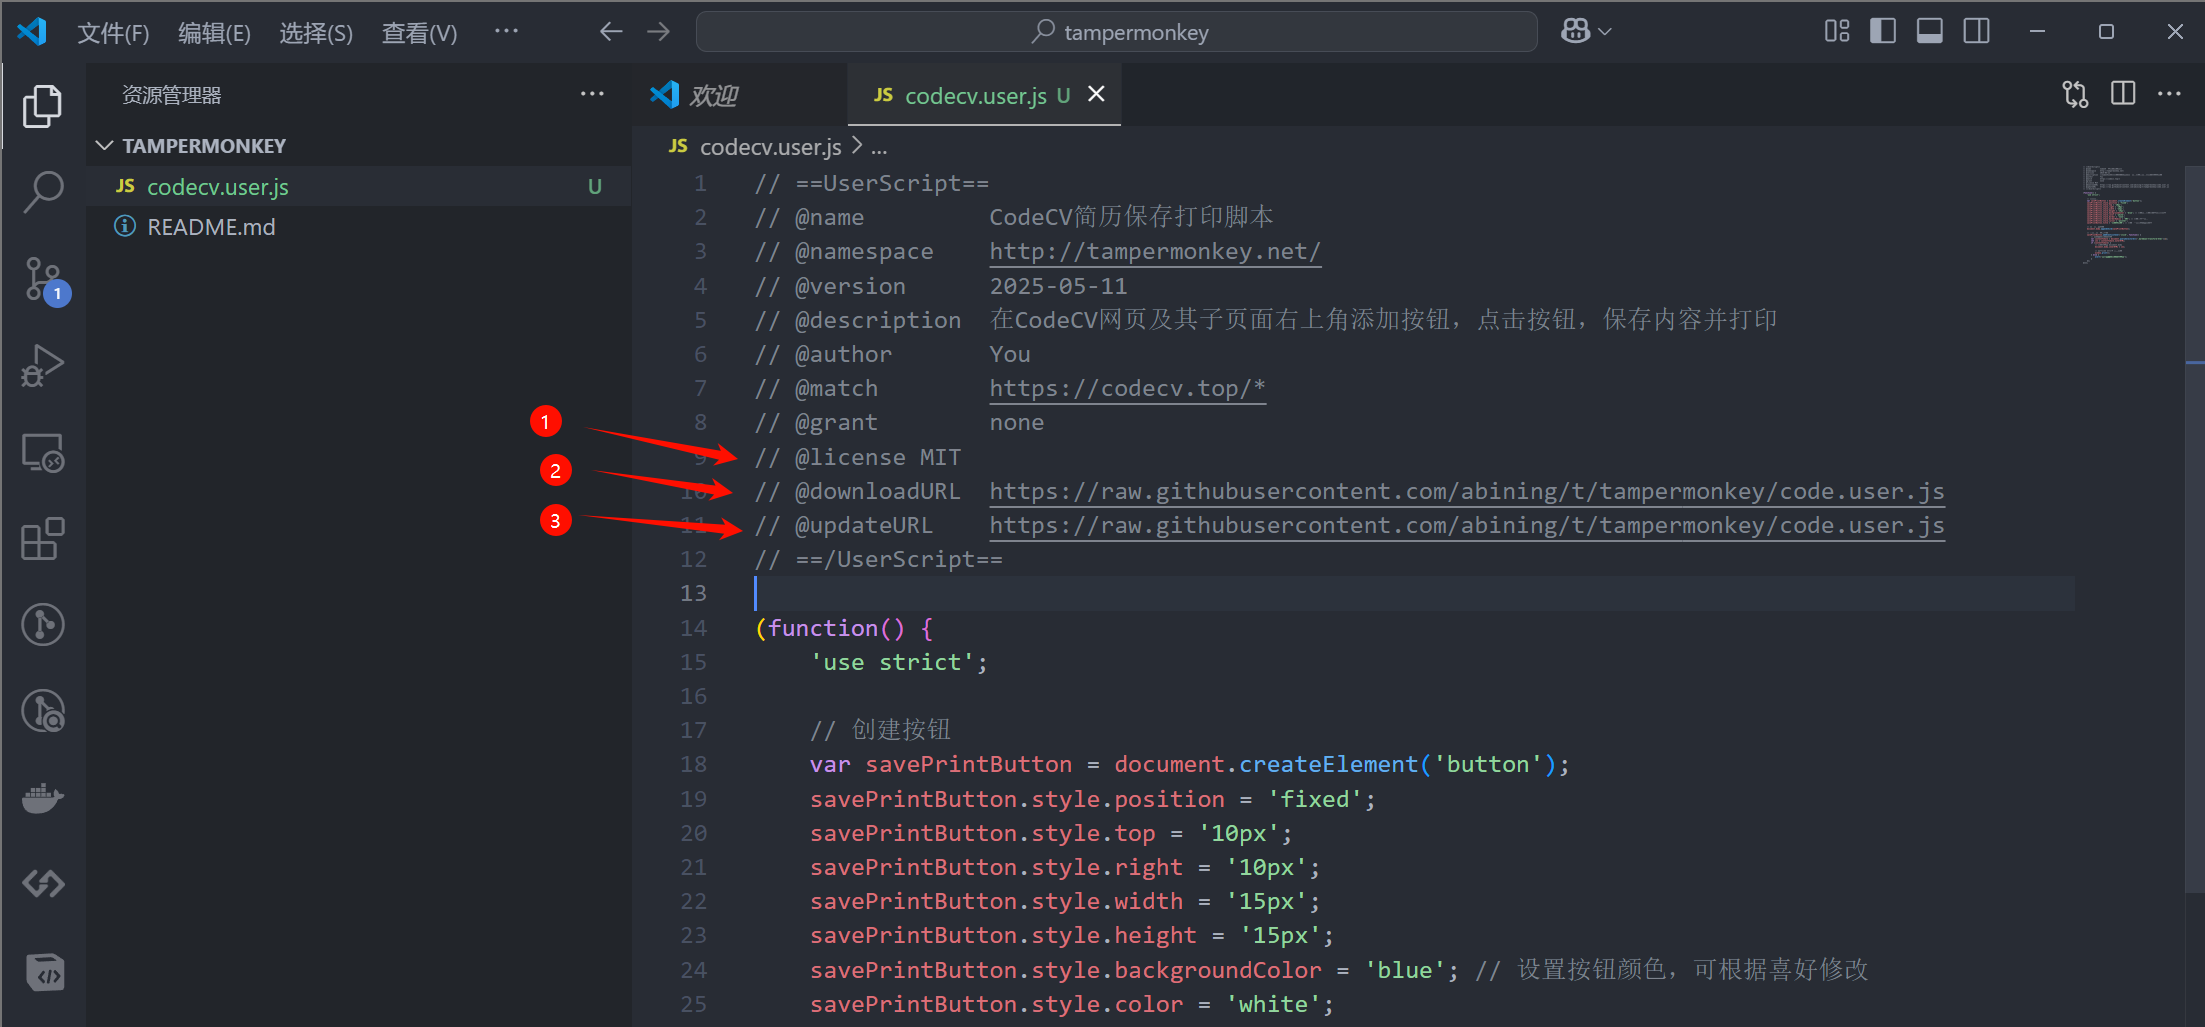 文件(F) 编辑(E) 选择(S) 查看(V) ··· tampermonkey
资源管理器 ···
TAMPERMONKEY
JS codecv.user.js U
README.md
1
欢迎
JS codecv.user.js U
JS codecv.user.js > ...
1 // ==UserScript==
2 // @name CodeCV简历保存打印脚本
3 // @namespace http://tampermonkey.net/
4 // @version 2025-05-11
5 // @description 在CodeCV网页及其子页面右上角添加按钮，点击按钮，保存内容并打印
6 // @author You
7 // @match https://codecv.top/*
8 // @grant none
1
9 // @license MIT
2
10 // @downloadURL https://raw.githubusercontent.com/abining/t/tampermonkey/code.user.js
3
11 // @updateURL https://raw.githubusercontent.com/abining/t/tampermonkey/code.user.js
12 // ==/UserScript==
13
14 (function() {
15 'use strict';
16
17 // 创建按钮
18 var savePrintButton = document.createElement('button');
19 savePrintButton.style.position = 'fixed';
20 savePrintButton.style.top = '10px';
21 savePrintButton.style.right = '10px';
22 savePrintButton.style.width = '15px';
23 savePrintButton.style.height = '15px';
24 savePrintButton.style.backgroundColor = 'blue'; // 设置按钮颜色，可根据喜好修改
25 savePrintButton.style.color = 'white';